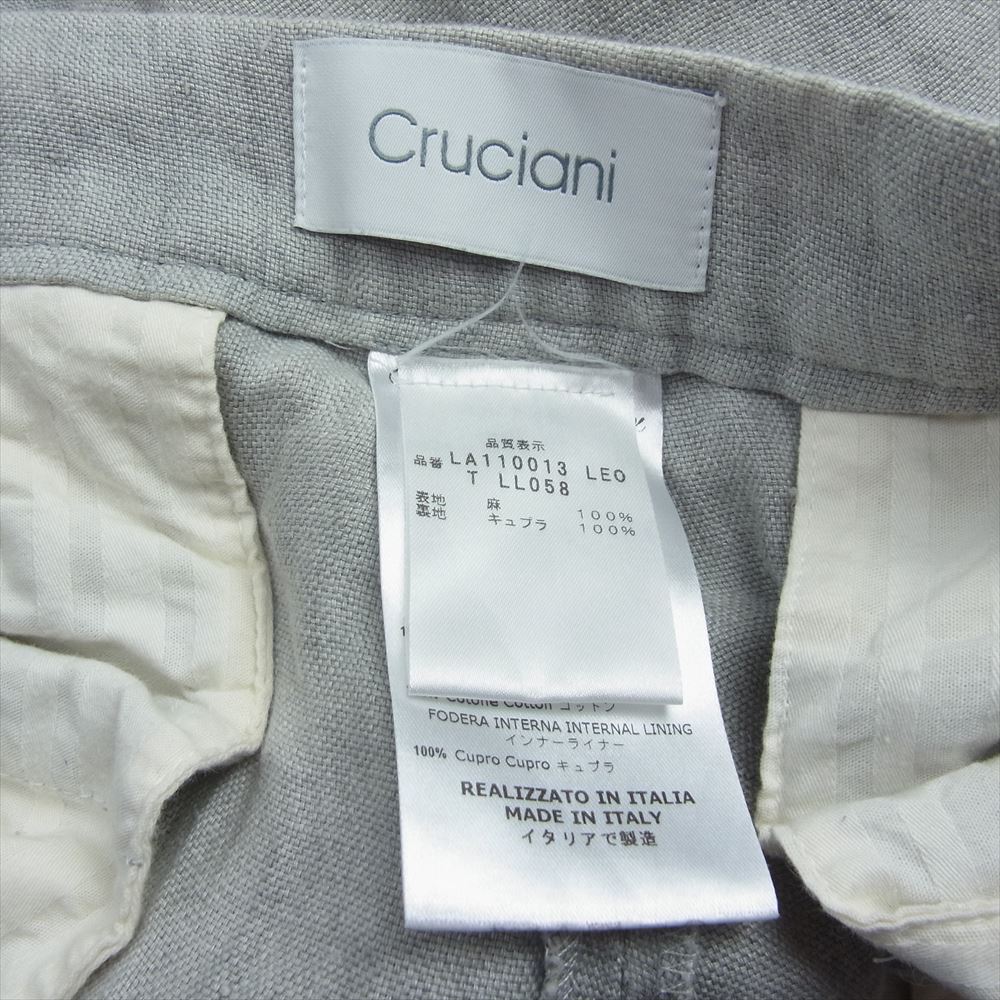 Cruciani
品質表示
品番 LA110013 LEO
T LL058
表地 麻 100%
裏地 キュプラ 100%
Cotone Cotton コットン
FODERA INTERNA INTERNAL LINING
インナーライナー
100% Cupro Cupro キュプラ
REALIZZATO IN ITALIA
MADE IN ITALY
イタリアで製造